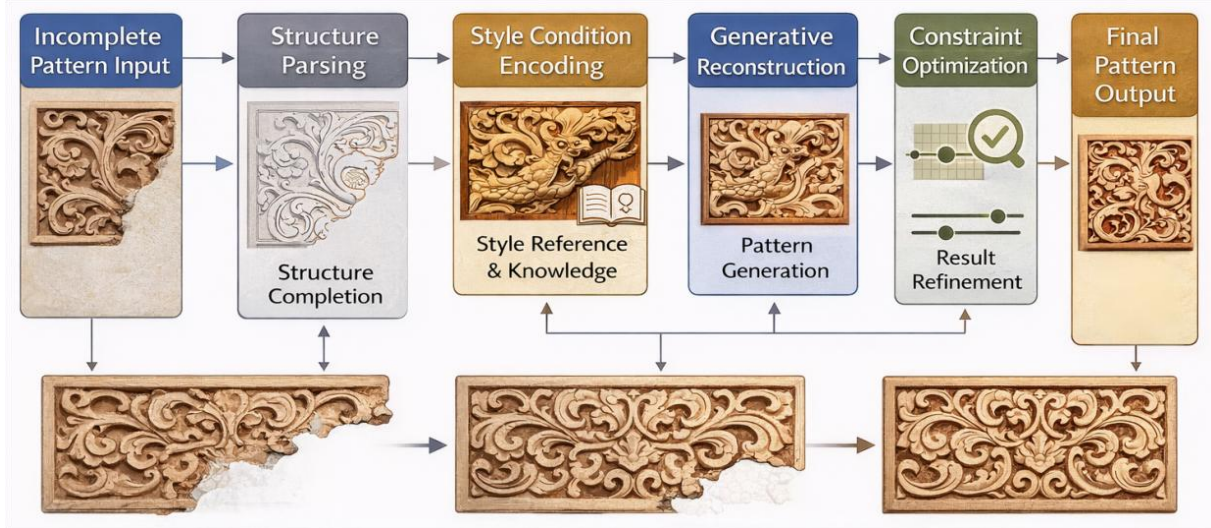 Incomplete
Pattern Input
Structure
Parsing
Structure
Completion
Style Condition
Encoding
Style Reference
& Knowledge
Generative
Reconstruction
Pattern
Generation
Constraint
Optimization
Result
Refinement
Final
Pattern
Output